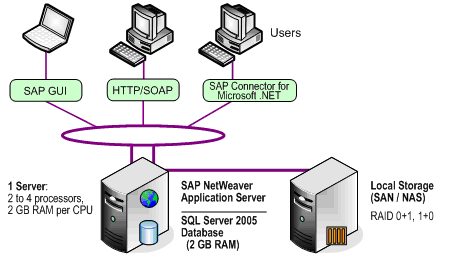 Users
SAP GUI
HTTP/SOAP
SAP Connector for
Microsoft .NET
1 Server:
2 to 4 processors,
2 GB RAM per CPU
SAP NetWeaver
Application Server
SQL Server 2005
Database
(2 GB RAM)
Local Storage
(SAN / NAS)
RAID 0+1, 1+0